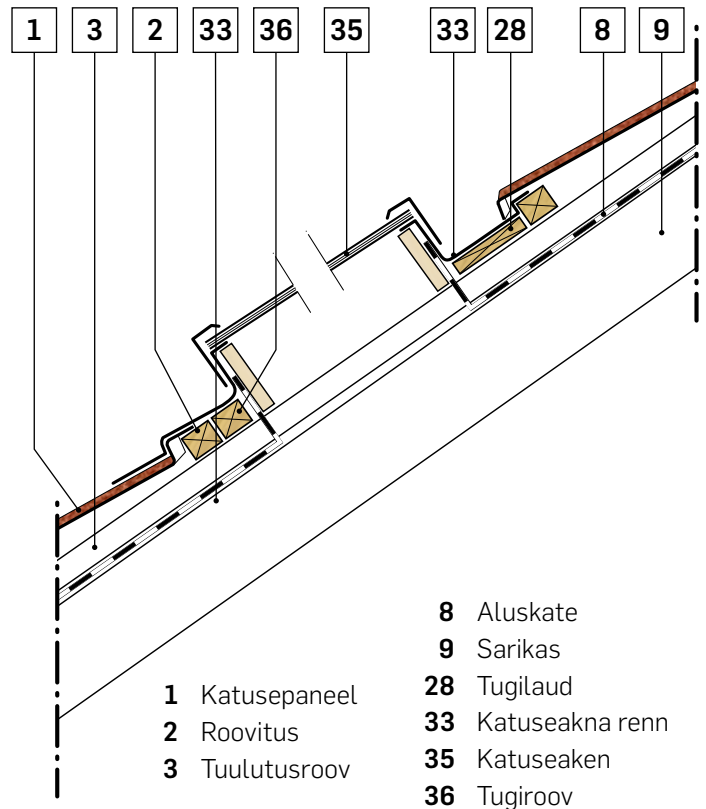 1 3 2 33 36 35 33 28 8 9
8 Aluskate
9 Sarikas
28 Tugilaud
1 Katusepaneel
33 Katuseakna renn
2 Roovitus
35 Katuseaken
3 Tuulutusroov
36 Tugiroov